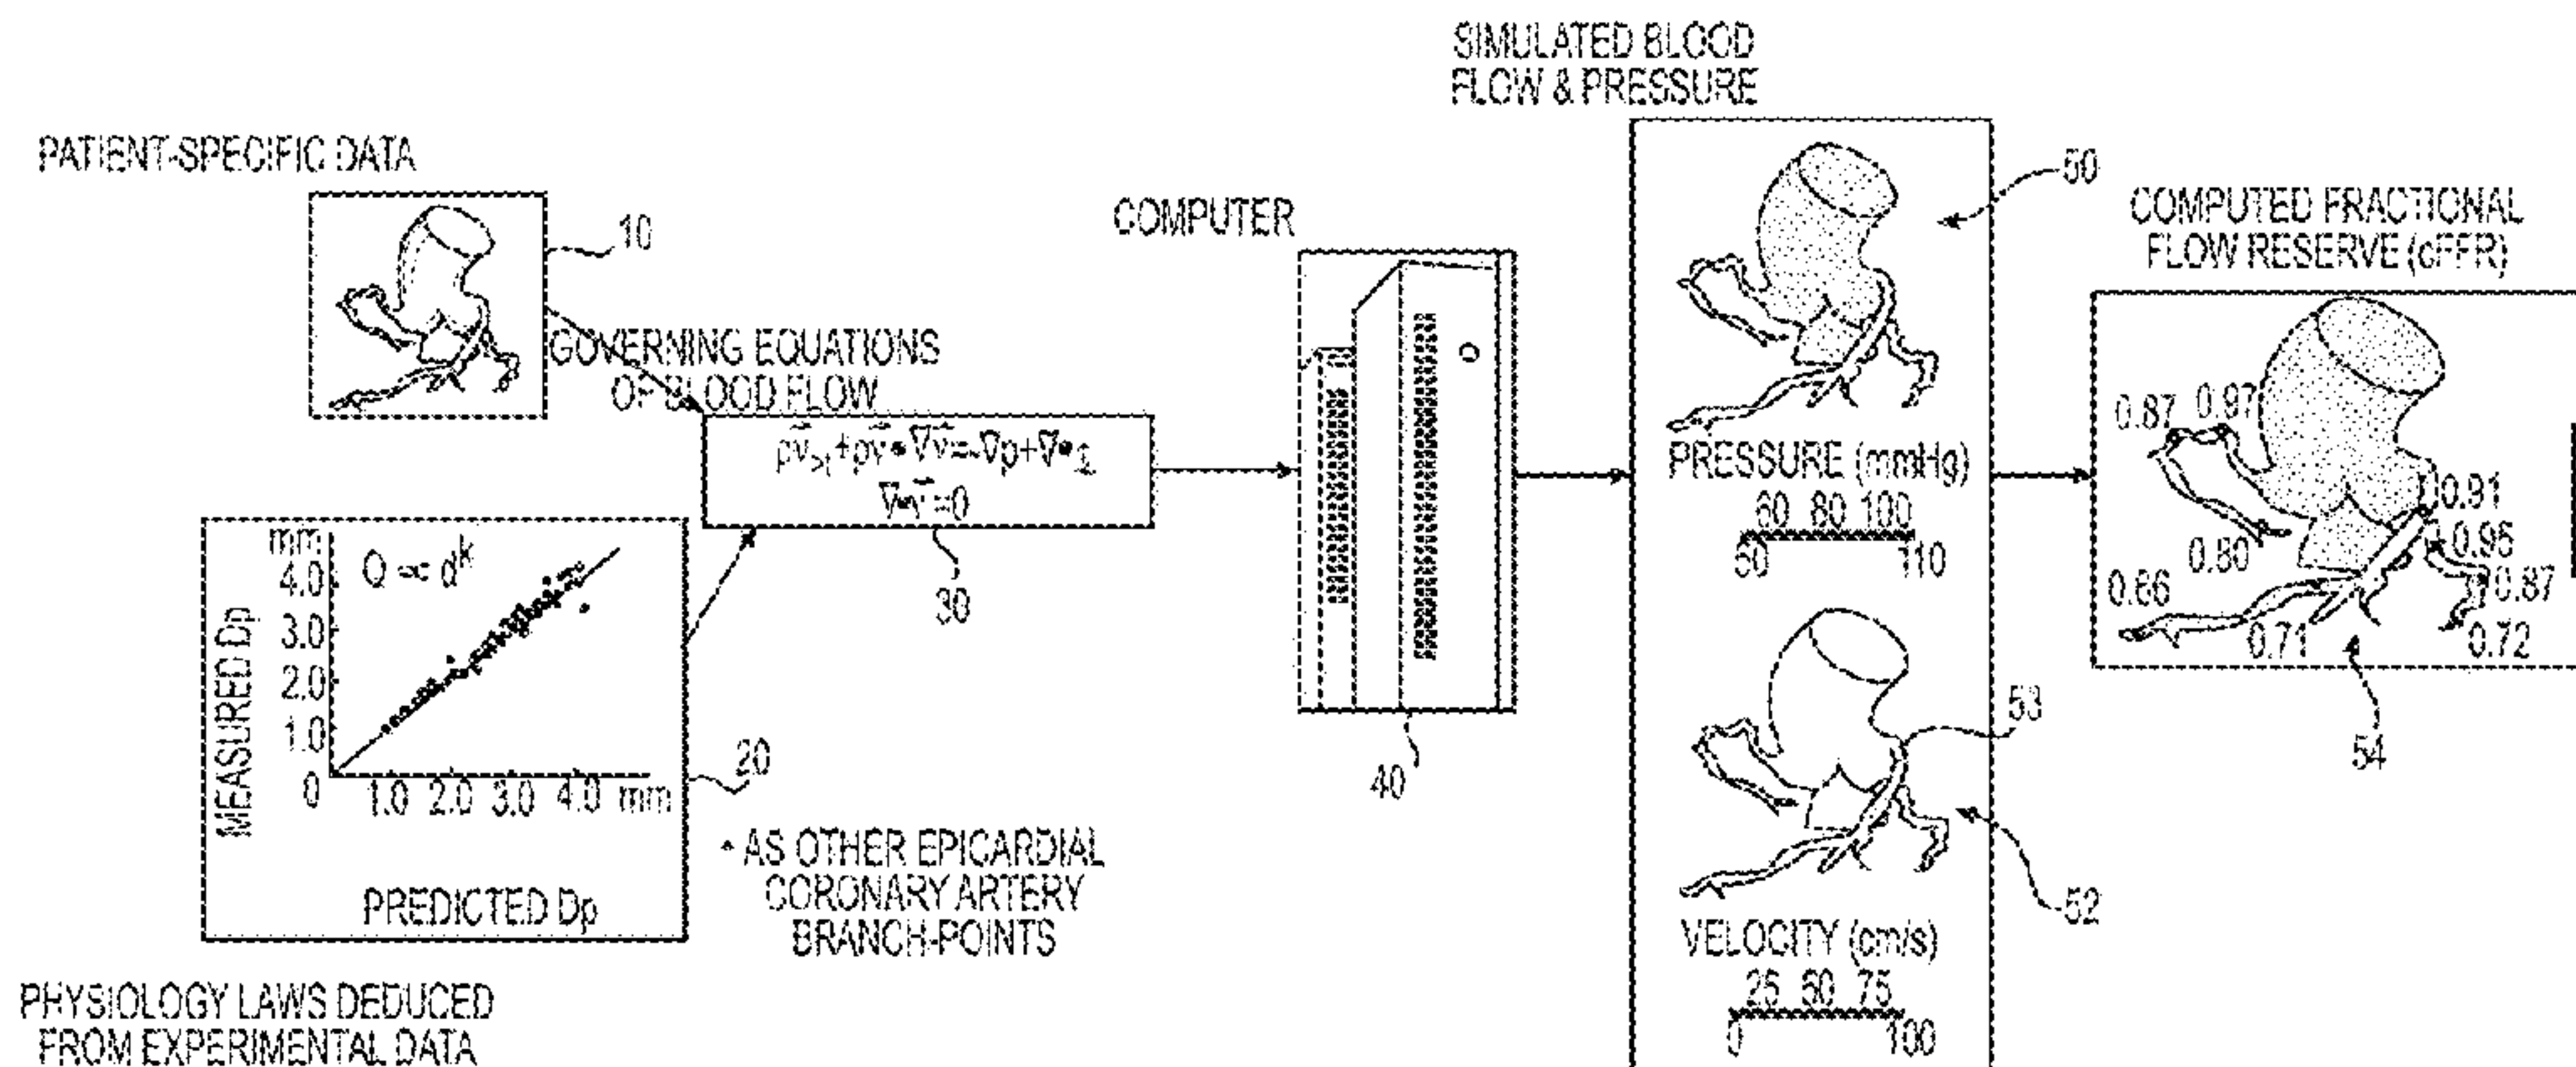 PATIENT-SPECIFIC DATA
10
GOVERNING EQUATIONS
OF BLOOD FLOW
30
mm
4.0
3.0
2.0
1.0
0
Q ∝ d^k
MEASURED Dp
1.0 2.0 3.0 4.0 mm
PREDICTED Dp
20
• AS OTHER EPICARDIAL
CORONARY ARTERY
BRANCH-POINTS
PHYSIOLOGY LAWS DEDUCED
FROM EXPERIMENTAL DATA
COMPUTER
40
SIMULATED BLOOD
FLOW & PRESSURE
50
PRESSURE (mmHg)
60 80 100
50 110
53
52
VELOCITY (cm/s)
25 50 75
0 100
COMPUTED FRACTIONAL
FLOW RESERVE (cFFR)
0.87 0.97
0.91
0.95
0.80
0.87
0.66
0.71
0.72
54